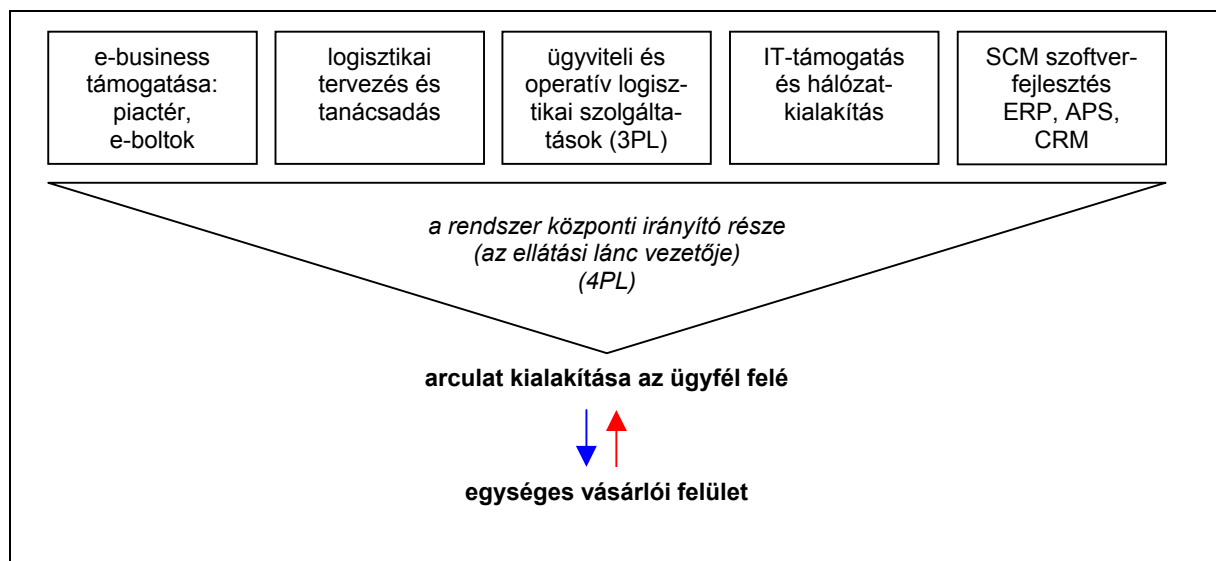 e-business
támogatása:
piactér,
e-boltok
logisztikai
tervezés és
tanácsadás
ügyviteli és
operatív logisz-
tikai szolgálta-
tások (3PL)
IT-támogatás
és hálózat-
kialakítás
SCM szoftver-
fejlesztés
ERP, APS,
CRM
a rendszer központi irányító része
(az ellátási lánc vezetője)
(4PL)
arculat kialakítása az ügyfél felé
egységes vásárlói felület